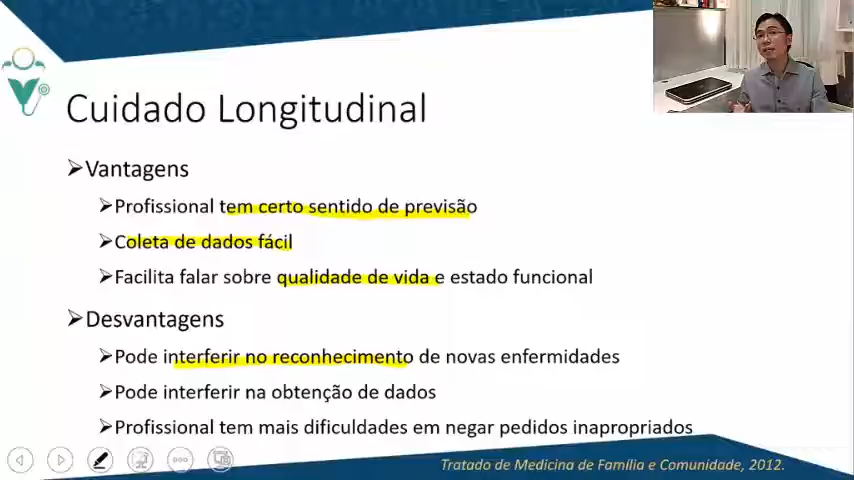 Cuidado Longitudinal
Vantagens
Profissional tem certo sentido de previsão
Coleta de dados fácil
Facilita falar sobre qualidade de vida e estado funcional
Desvantagens
Pode interferir no reconhecimento de novas enfermidades
Pode interferir na obtenção de dados
Profissional tem mais dificuldades em negar pedidos inapropriados
Tratado de Medicina de Família e Comunidade, 2012.